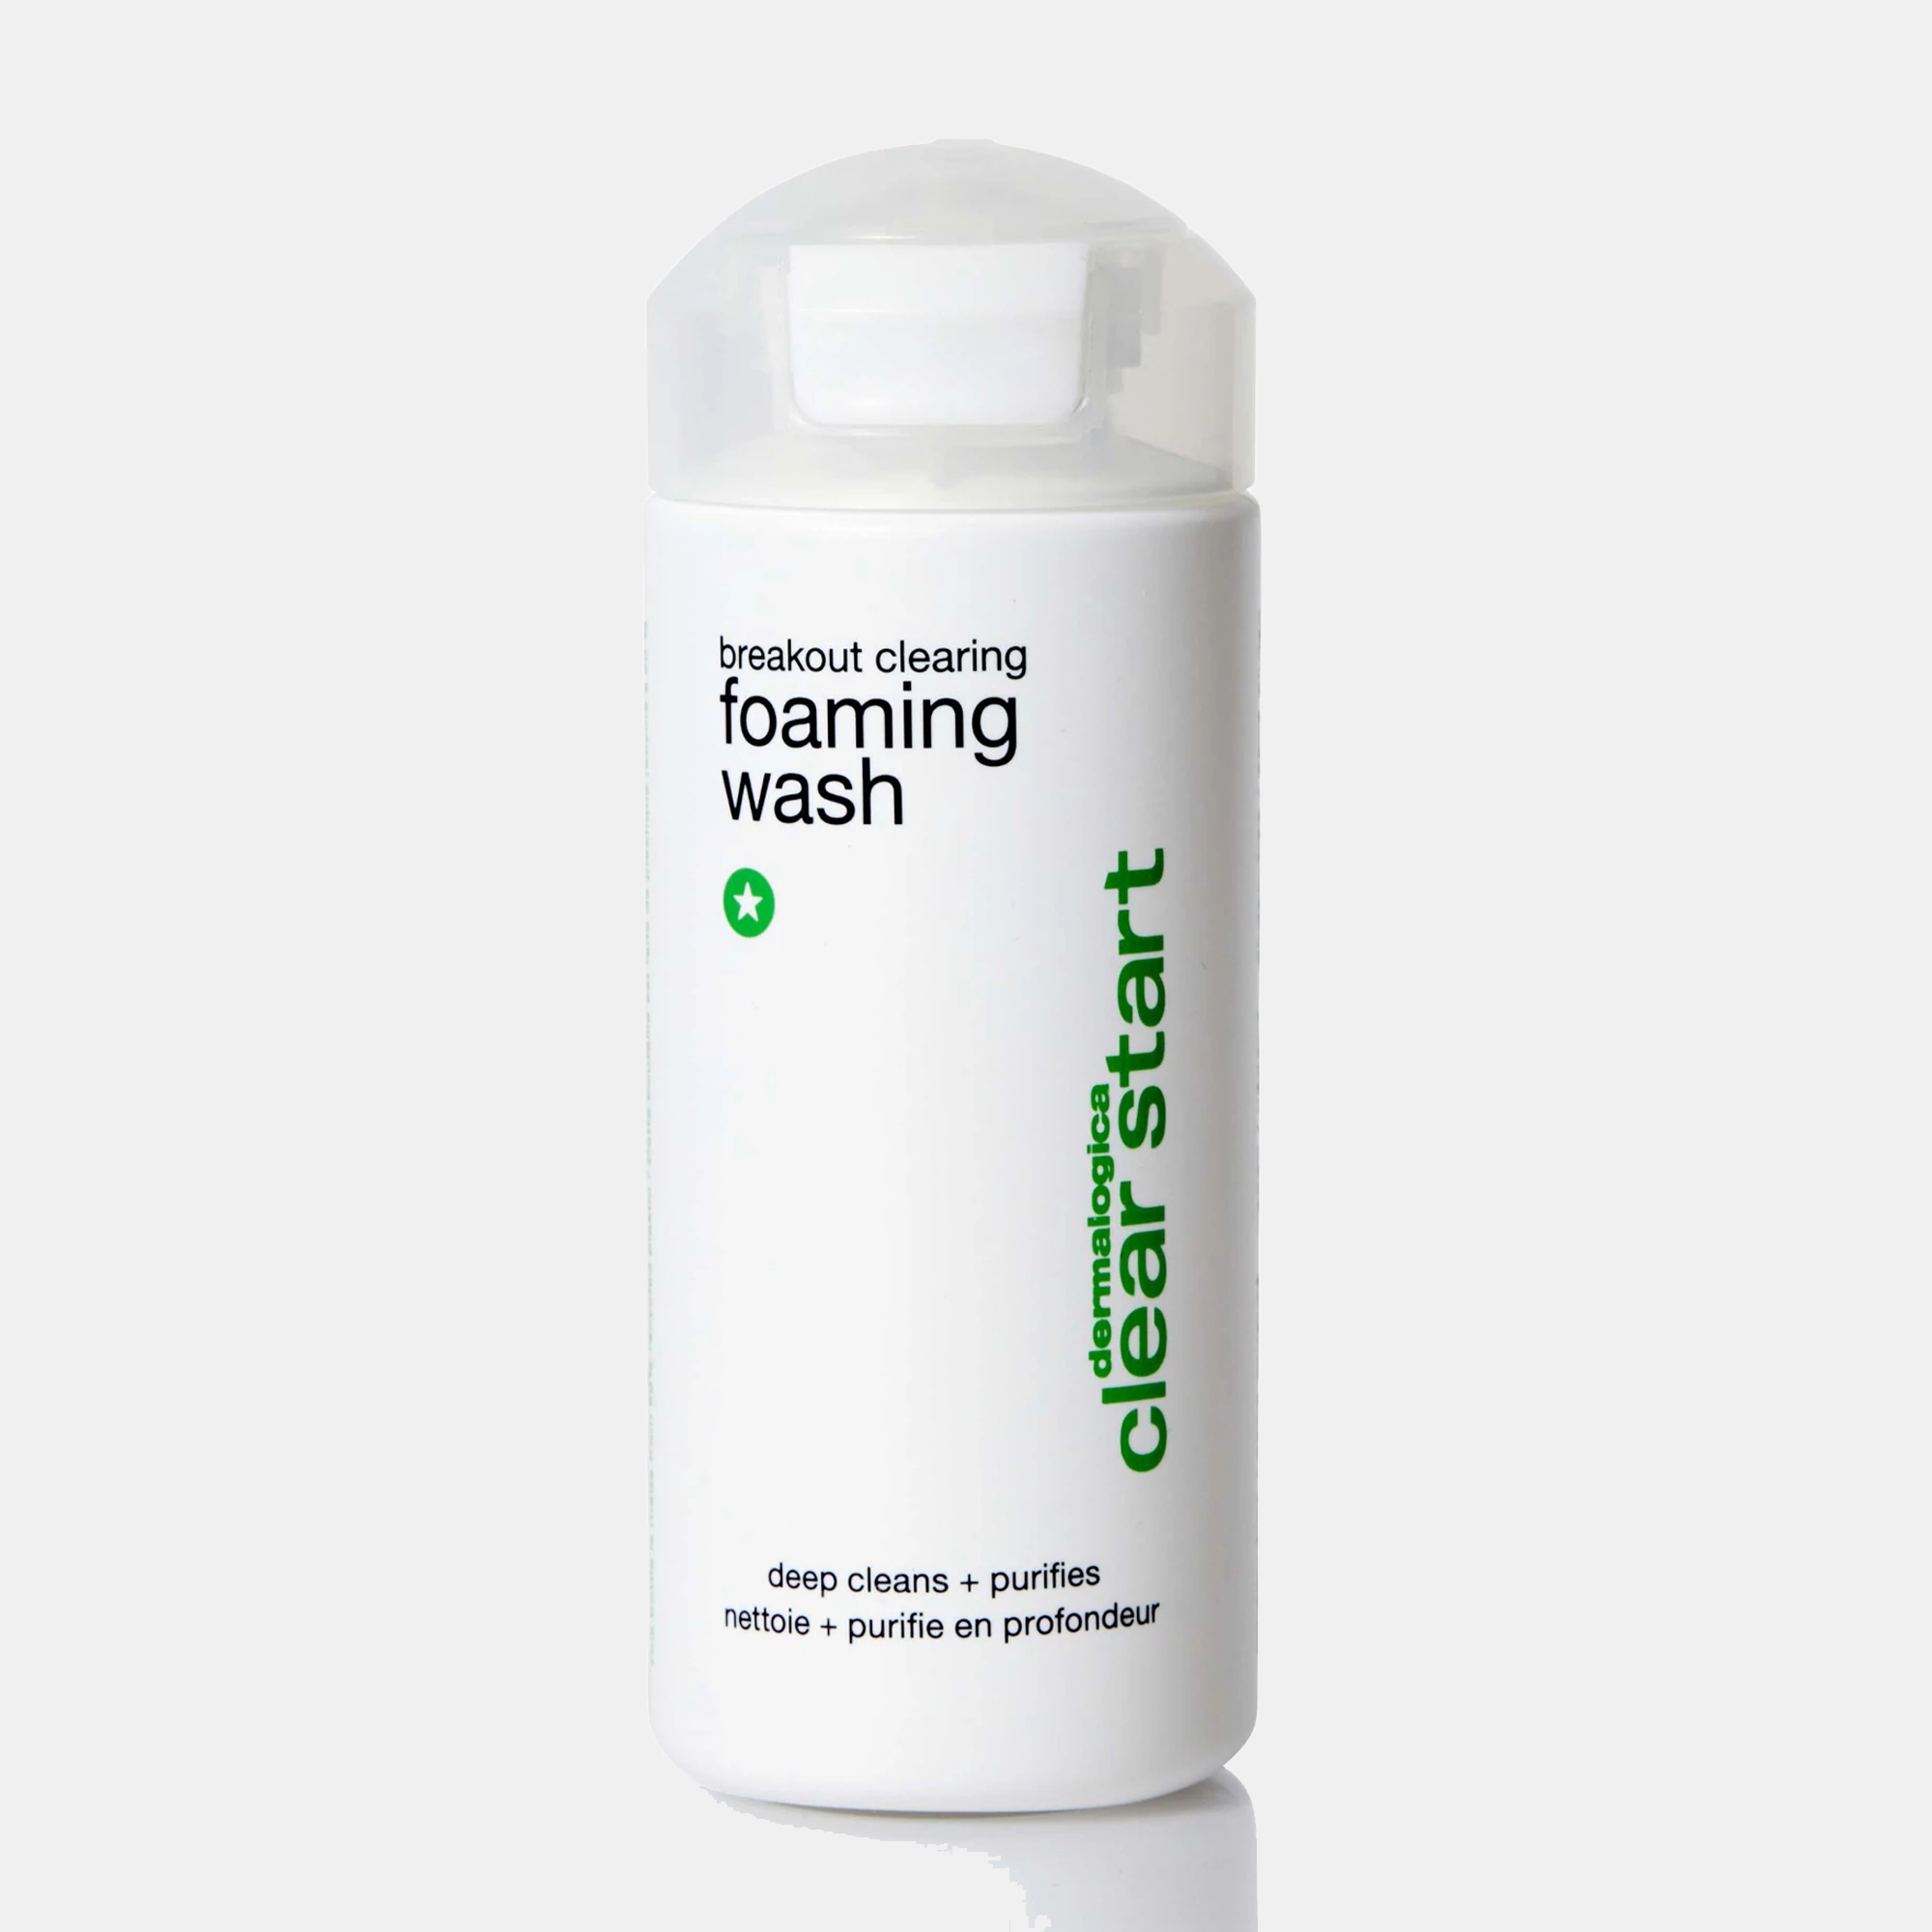 breakout clearing
foaming
wash
dermalogica
clear start
deep cleans + purifies
nettoie + purifie en profondeur